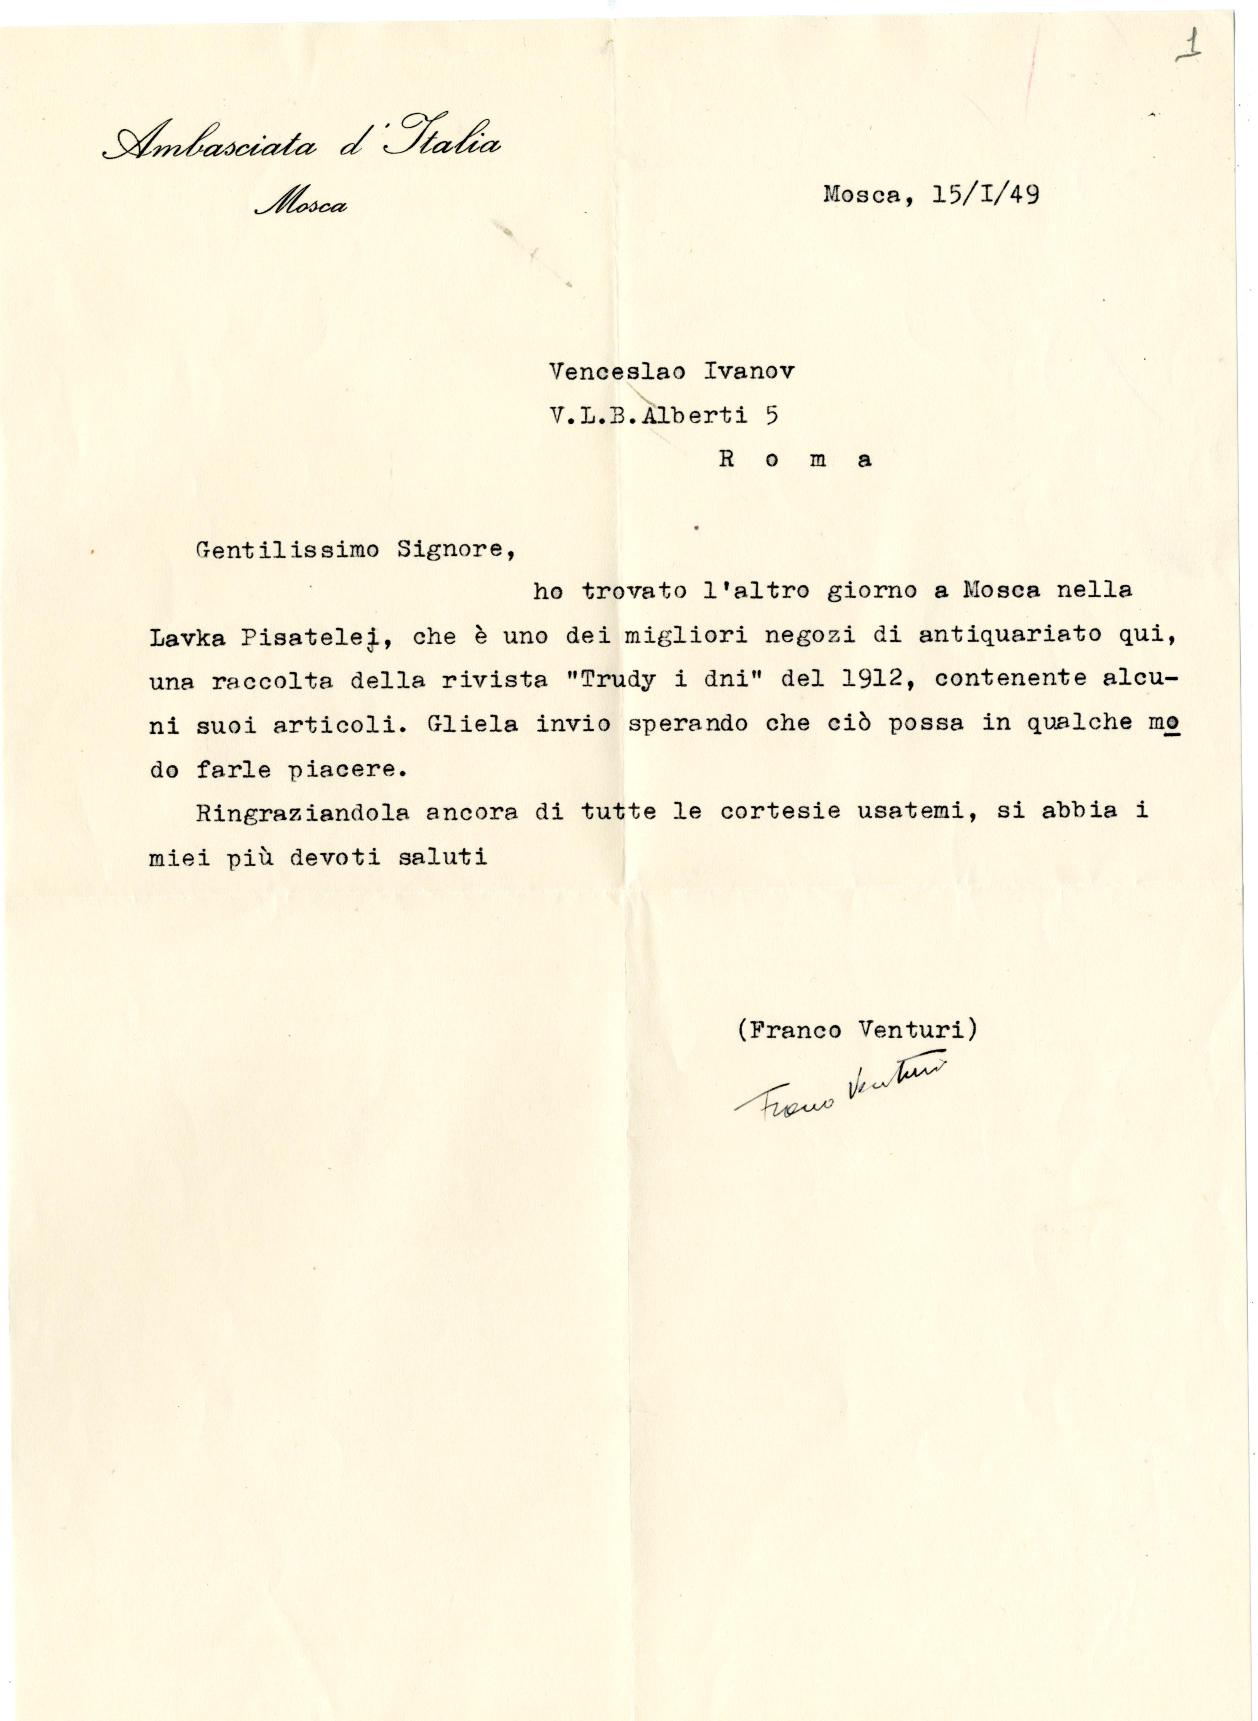 1
Ambasciata d'Italia
Mosca
Mosca, 15/I/49
Venceslao Ivanov
V.L.B.Alberti 5
R o m a
Gentilissimo Signore,
ho trovato l'altro giorno a Mosca nella
Lavka Pisatelej, che è uno dei migliori negozi di antiquariato qui,
una raccolta della rivista "Trudy i dni" del 1912, contenente alcu-
ni suoi articoli. Gliela invio sperando che ciò possa in qualche mo
do farle piacere.
Ringraziandola ancora di tutte le cortesie usatemi, si abbia i
miei più devoti saluti
(Franco Venturi)
Franco Venturi